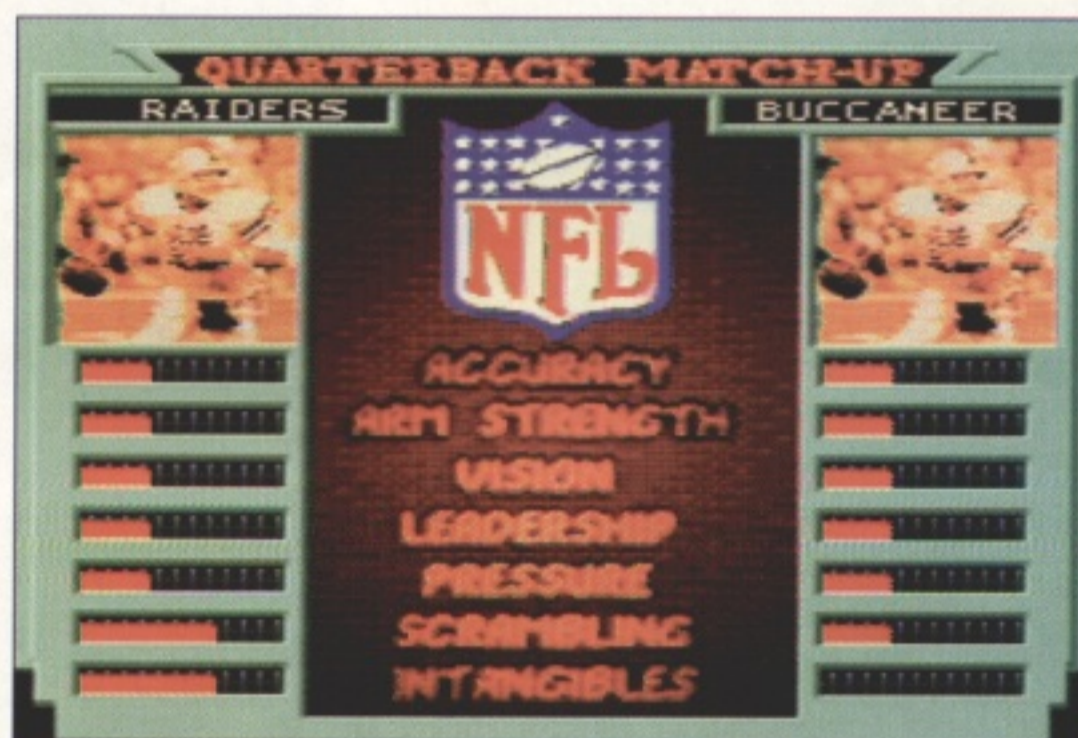 QUARTERBACK MATCH-UP
RAIDERS
BUCCANEER
NFL
ACCURACY
ARM STRENGTH
VISION
LEADERSHIP
PRESSURE
SCRAMBLING
INTANGIBLES